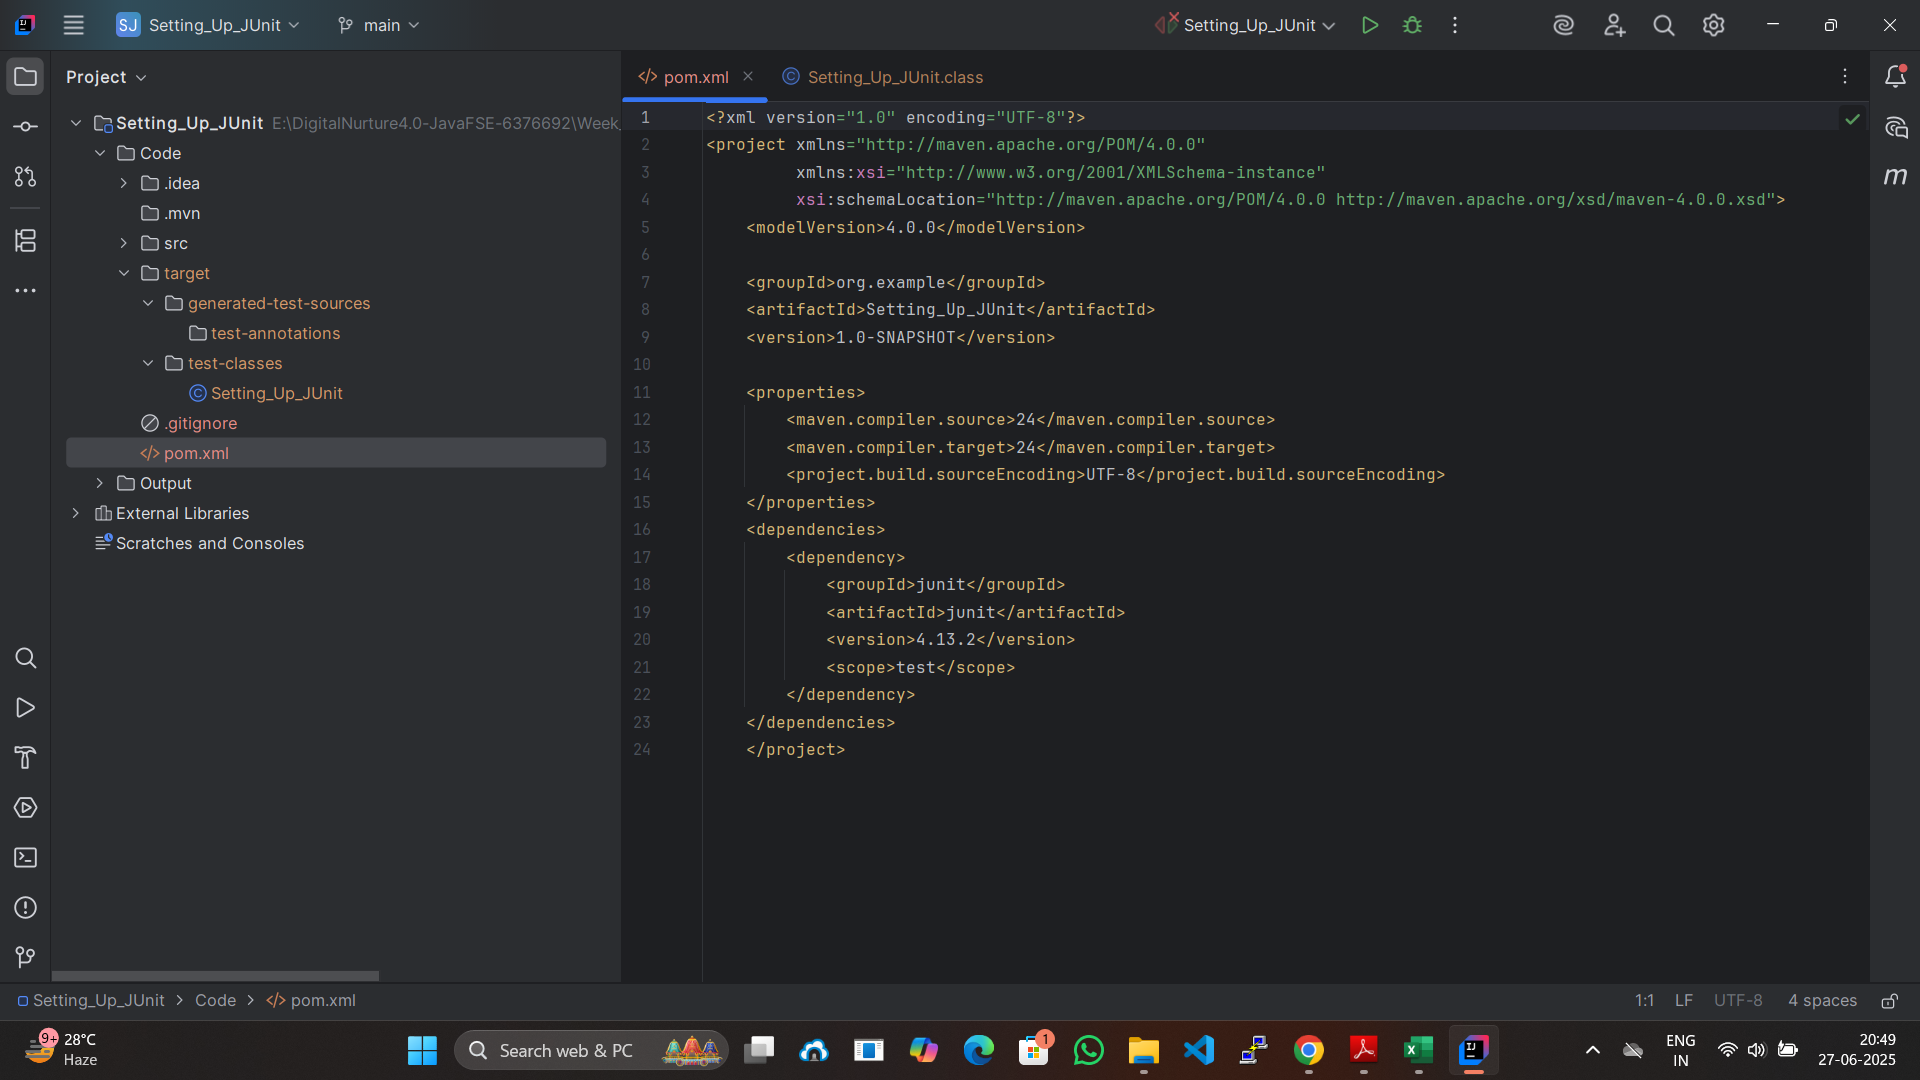 SJ Setting_Up_JUnit main Setting_Up_JUnit
Project
Setting_Up_JUnit E:\DigitalNurture4.0-JavaFSE-6376692\Week_
Code
.idea
.mvn
src
target
generated-test-sources
test-annotations
test-classes
Setting_Up_JUnit
.gitignore
pom.xml
Output
External Libraries
Scratches and Consoles
pom.xml Setting_Up_JUnit.class
1 <?xml version="1.0" encoding="UTF-8"?>
2 <project xmlns="http://maven.apache.org/POM/4.0.0"
3 xmlns:xsi="http://www.w3.org/2001/XMLSchema-instance"
4 xsi:schemaLocation="http://maven.apache.org/POM/4.0.0 http://maven.apache.org/xsd/maven-4.0.0.xsd">
5 <modelVersion>4.0.0</modelVersion>
6
7 <groupId>org.example</groupId>
8 <artifactId>Setting_Up_JUnit</artifactId>
9 <version>1.0-SNAPSHOT</version>
10
11 <properties>
12 <maven.compiler.source>24</maven.compiler.source>
13 <maven.compiler.target>24</maven.compiler.target>
14 <project.build.sourceEncoding>UTF-8</project.build.sourceEncoding>
15 </properties>
16 <dependencies>
17 <dependency>
18 <groupId>junit</groupId>
19 <artifactId>junit</artifactId>
20 <version>4.13.2</version>
21 <scope>test</scope>
22 </dependency>
23 </dependencies>
24 </project>
m
Setting_Up_JUnit > Code > </> pom.xml
1:1 LF UTF-8 4 spaces
9+ 28°C
Haze
Search web & PC
1
ENG
IN
20:49
27-06-2025